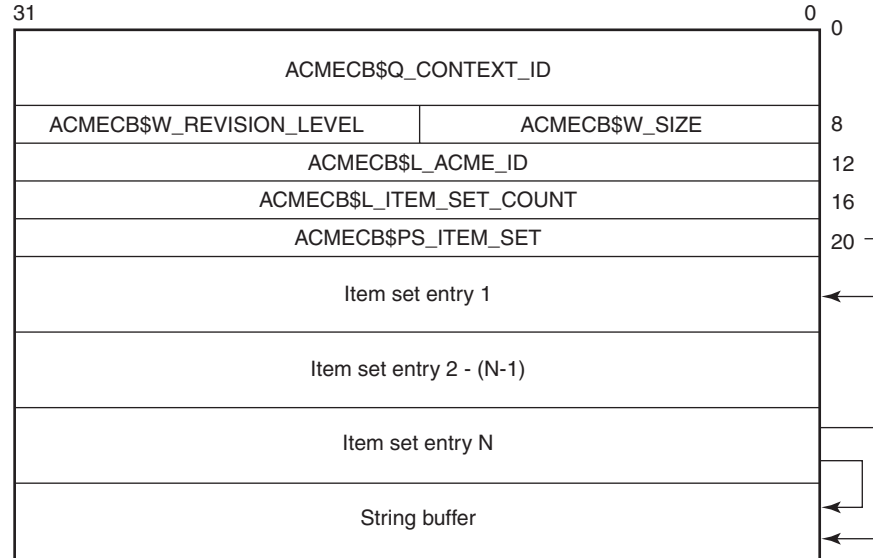 31 0
0
ACMECB$Q_CONTEXT_ID
ACMECB$W_REVISION_LEVEL ACMECB$W_SIZE 8
ACMECB$L_ACME_ID 12
ACMECB$L_ITEM_SET_COUNT 16
ACMECB$PS_ITEM_SET 20
Item set entry 1
Item set entry 2 - (N-1)
Item set entry N
String buffer